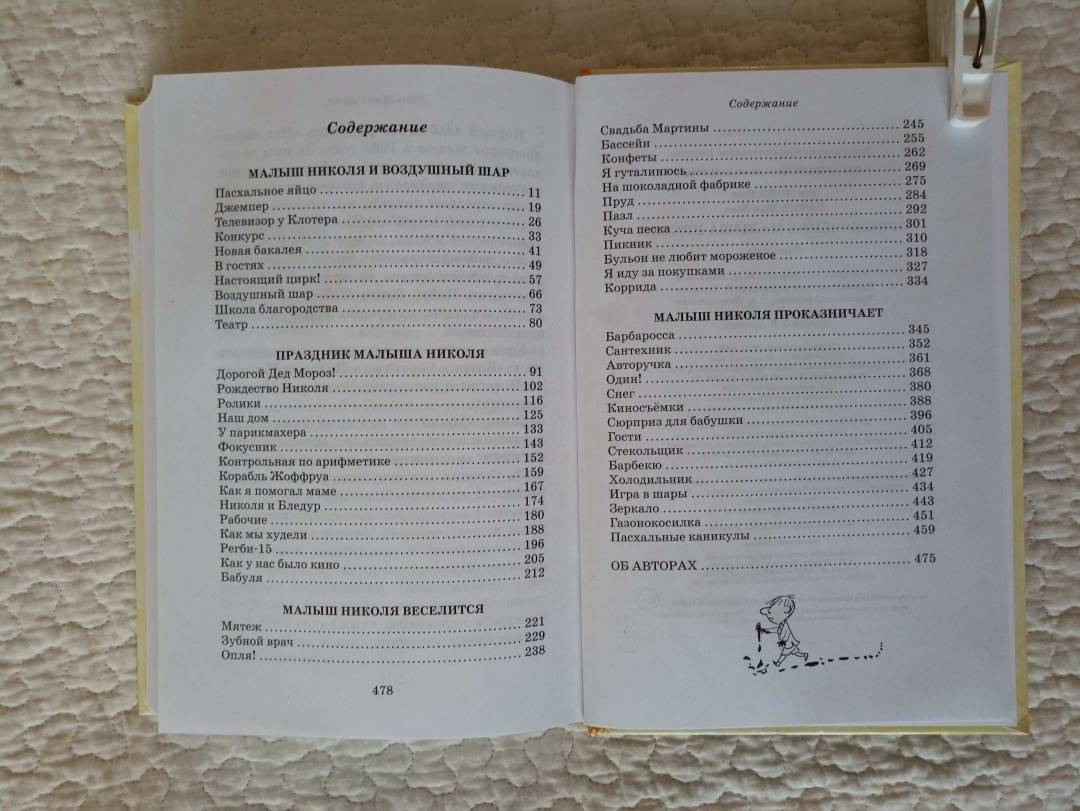 Содержание
МАЛЫШ НИКОЛЯ И ВОЗДУШНЫЙ ШАР
Пасхальное яйцо ........ 11
Джемпер ........ 19
Телевизор у Клотера ........ 26
Конкурс ........ 33
Новая бакалея ........ 41
В гостях ........ 49
Настоящий цирк! ........ 57
Воздушный шар ........ 66
Школа благородства ........ 73
Театр ........ 80
ПРАЗДНИК МАЛЫША НИКОЛЯ
Дорогой Дед Мороз! ........ 91
Рождество Николя ........ 102
Ролики ........ 116
Наш дом ........ 125
У парикмахера ........ 133
Фокусник ........ 143
Контрольная по арифметике ........ 152
Корабль Жоффруа ........ 159
Как я помогал маме ........ 167
Николя и Бледур ........ 174
Рабочие ........ 180
Как мы худели ........ 188
Регби-15 ........ 196
Как у нас было кино ........ 205
Бабуля ........ 212
МАЛЫШ НИКОЛЯ ВЕСЕЛИТСЯ
Мятеж ........ 221
Зубной врач ........ 229
Опля! ........ 238
478
Содержание
Свадьба Мартины ........ 245
Бассейн ........ 255
Конфеты ........ 262
Я гуталинюсь ........ 269
На шоколадной фабрике ........ 275
Пруд ........ 284
Пазл ........ 292
Куча песка ........ 301
Пикник ........ 310
Бульон не любит мороженое ........ 318
Я иду за покупками ........ 327
Коррида ........ 334
МАЛЫШ НИКОЛЯ ПРОКАЗНИЧАЕТ
Барбаросса ........ 345
Сантехник ........ 352
Авторучка ........ 361
Один! ........ 368
Снег ........ 380
Киносъёмки ........ 388
Сюрприз для бабушки ........ 396
Гости ........ 405
Стекольщик ........ 412
Барбекю ........ 419
Холодильник ........ 427
Игра в шары ........ 434
Зеркало ........ 443
Газонокосилка ........ 451
Пасхальные каникулы ........ 459
ОБ АВТОРАХ ........ 475